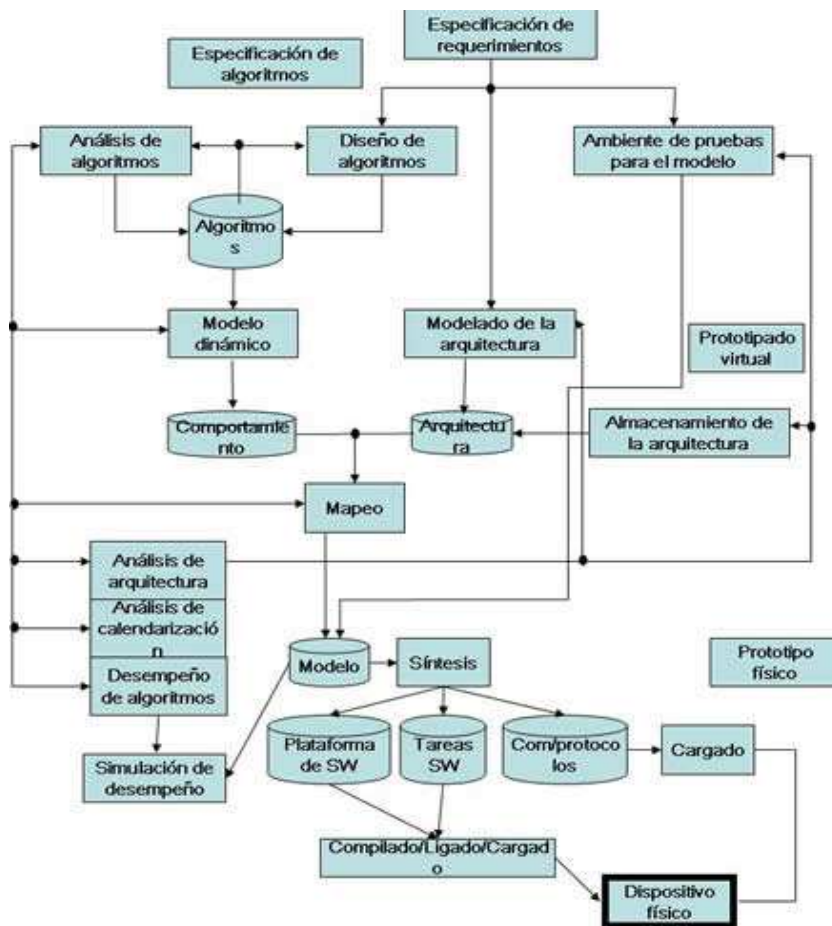 Especificación de
requerimientos
Especificación de
algoritmos
Análisis de
algoritmos
Diseño de
algoritmos
Ambiente de pruebas
para el modelo
Algoritmo
s
Modelo
dinámico
Modelado de la
arquitectura
Prototipado
virtual
Comportamie
nto
Arquitectu
ra
Almacenamiento de
la arquitectura
Mapeo
Análisis de
arquitectura
Análisis de
calendarizació
n
Desempeño
de algoritmos
Modelo
Síntesis
Prototipo
físico
Plataforma
de SW
Tareas
SW
Com/protoco
los
Cargado
Simulación de
desempeño
Compilado/Ligado/Cargad
o
Dispositivo
físico